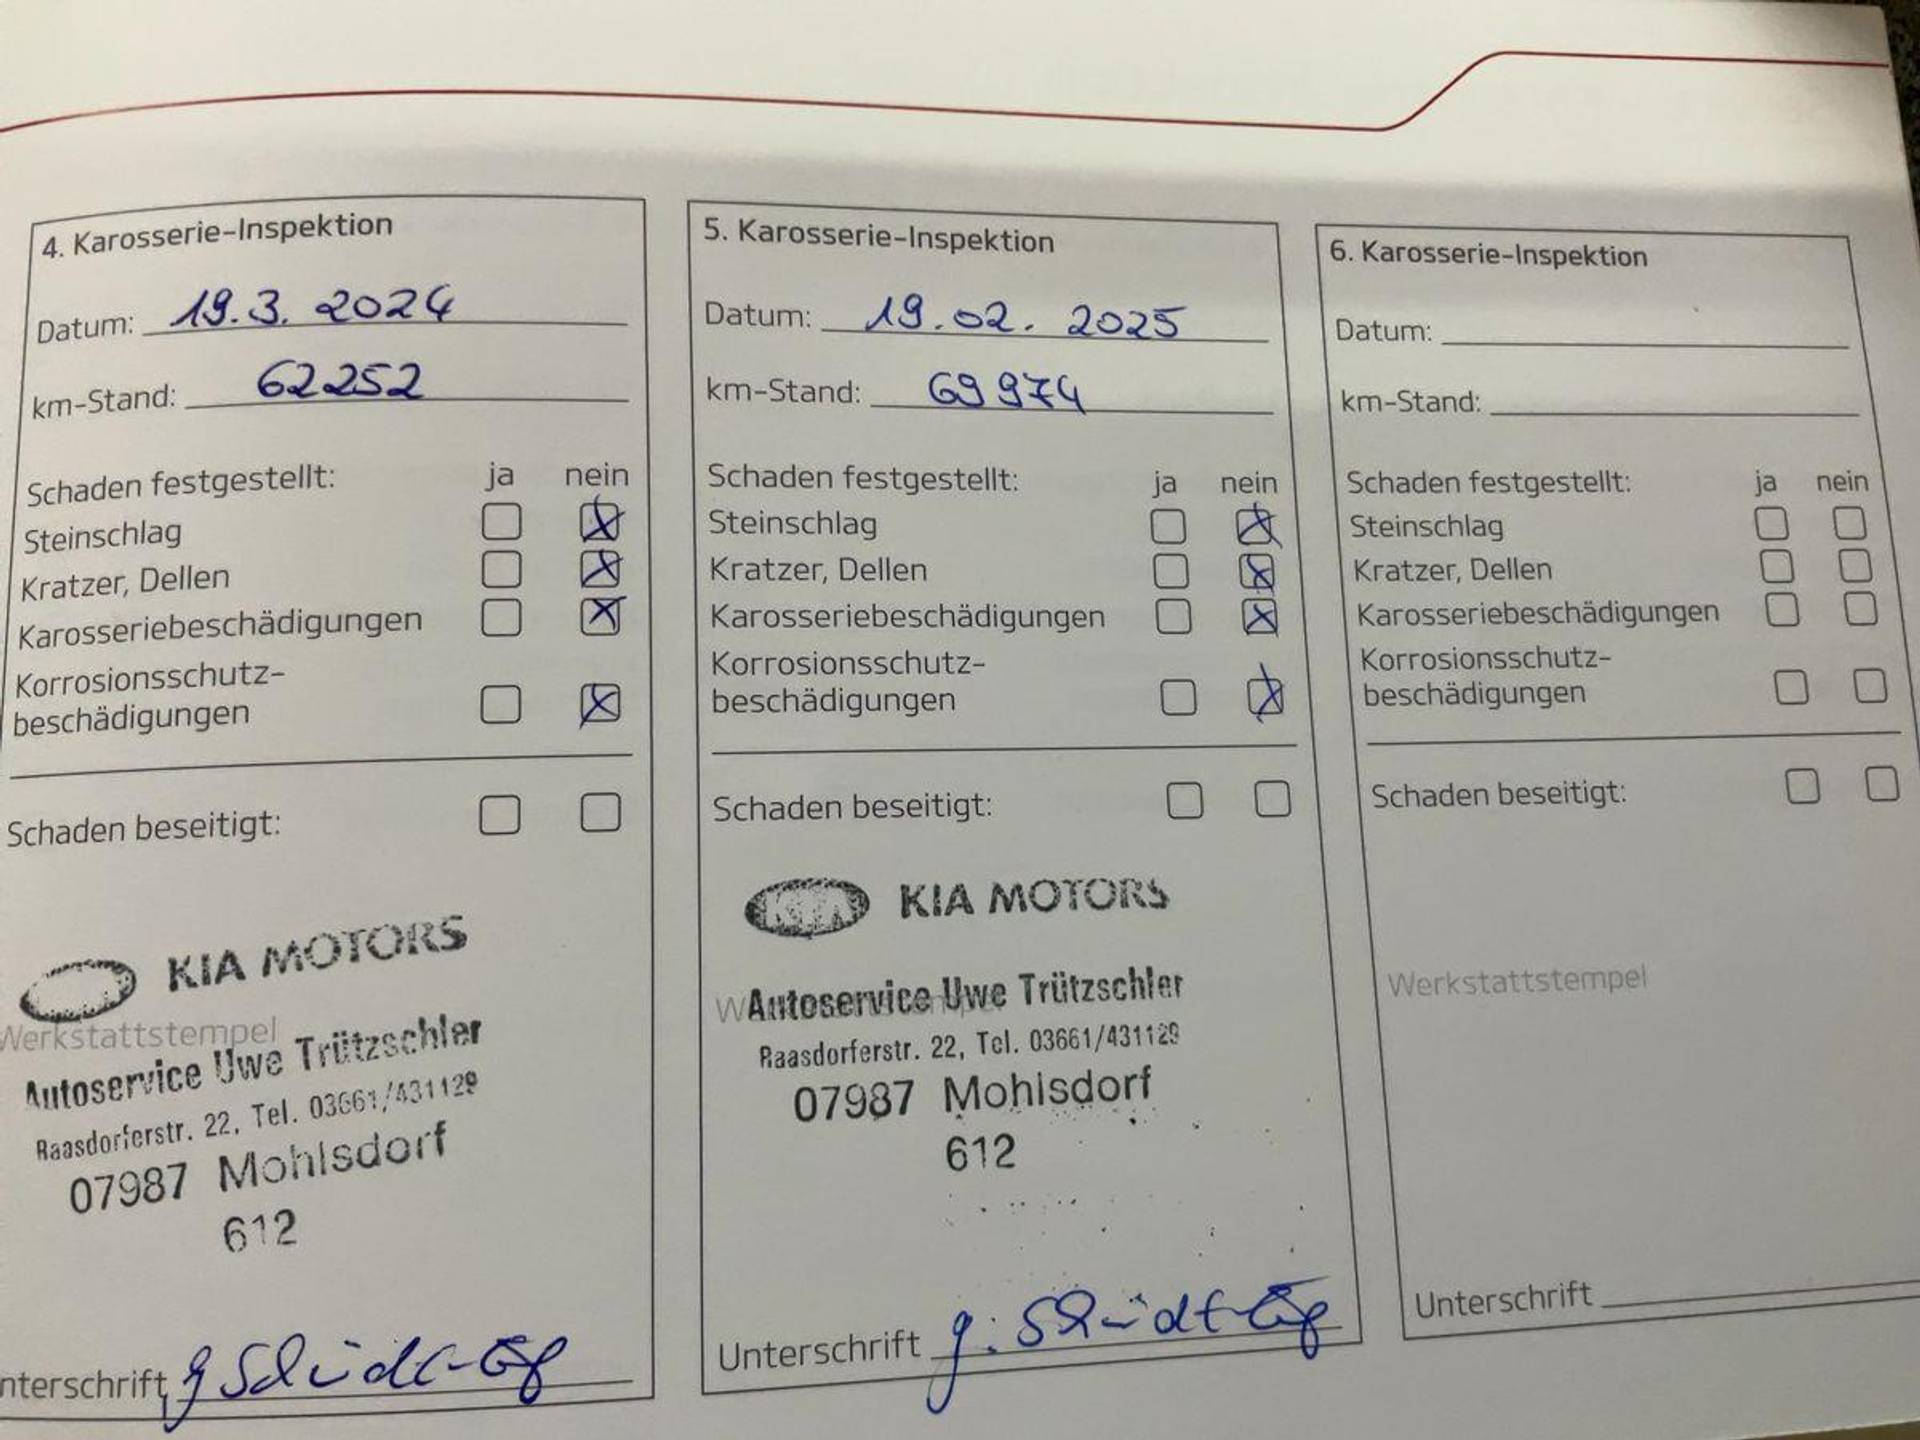 4. Karosserie-Inspektion
Datum: 19.3. 2024
km-Stand: 62252
Schaden festgestellt: ja nein
Steinschlag
Kratzer, Dellen
Karosseriebeschädigungen
Korrosionsschutz-
beschädigungen
Schaden beseitigt:
KIA MOTORS
Werkstattstempel
Autoservice Uwe Trützschler
Raasdorferstr. 22, Tel. 03661/431129
07987 Mohlsdorf
612
nterschrift
5. Karosserie-Inspektion
Datum: 19.02. 2025
km-Stand: 69974
Schaden festgestellt: ja nein
Steinschlag
Kratzer, Dellen
Karosseriebeschädigungen
Korrosionsschutz-
beschädigungen
Schaden beseitigt:
KIA KIA MOTORS
Autoservice Uwe Trützschler
Raasdorferstr. 22, Tel. 03661/431129
07987 Mohlsdorf
612
Unterschrift
6. Karosserie-Inspektion
Datum:
km-Stand:
Schaden festgestellt: ja nein
Steinschlag
Kratzer, Dellen
Karosseriebeschädigungen
Korrosionsschutz-
beschädigungen
Schaden beseitigt:
Werkstattstempel
Unterschrift